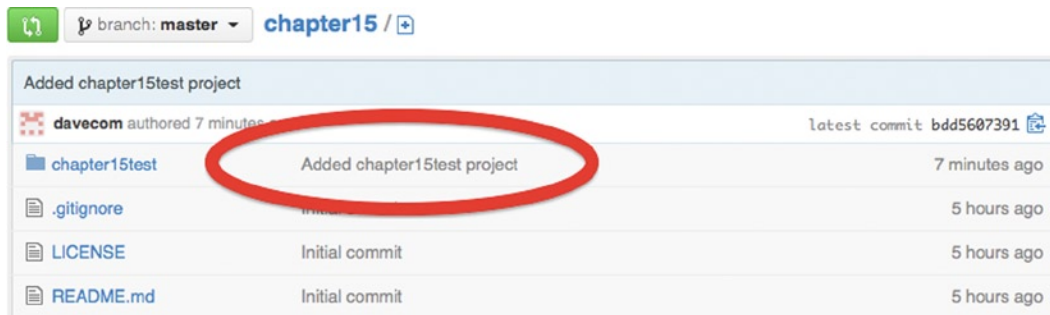 branch: master chapter15 /
Added chapter15test project
davecom authored 7 minutes latest commit bdd5607391
chapter15test Added chapter15test project 7 minutes ago
.gitignore 5 hours ago
LICENSE Initial commit 5 hours ago
README.md Initial commit 5 hours ago